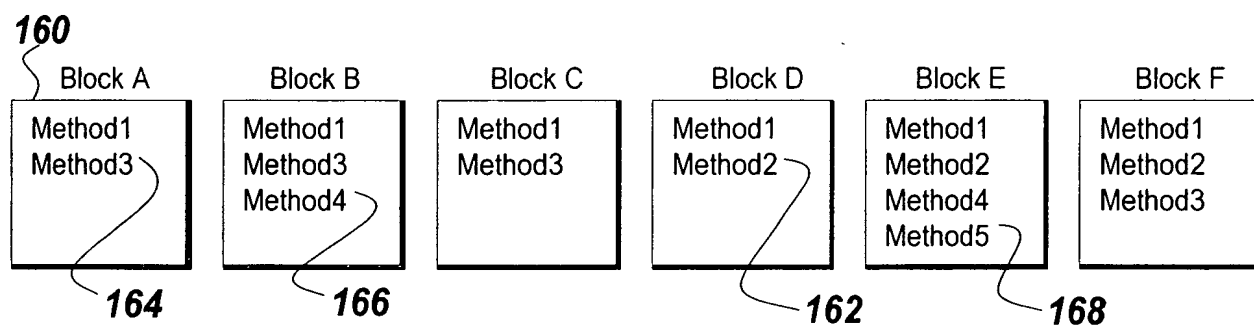 160
Block A
Method1
Method3
164
Block B
Method1
Method3
Method4
166
Block C
Method1
Method3
Block D
Method1
Method2
162
Block E
Method1
Method2
Method4
Method5
168
Block F
Method1
Method2
Method3